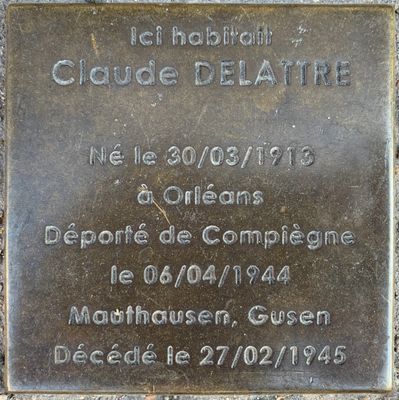 Ici habitait
Claude DELATTRE
Né le 30/03/1913
à Orléans
Déporté de Compiègne
le 06/04/1944
Mauthausen, Gusen
Décédé le 27/02/1945